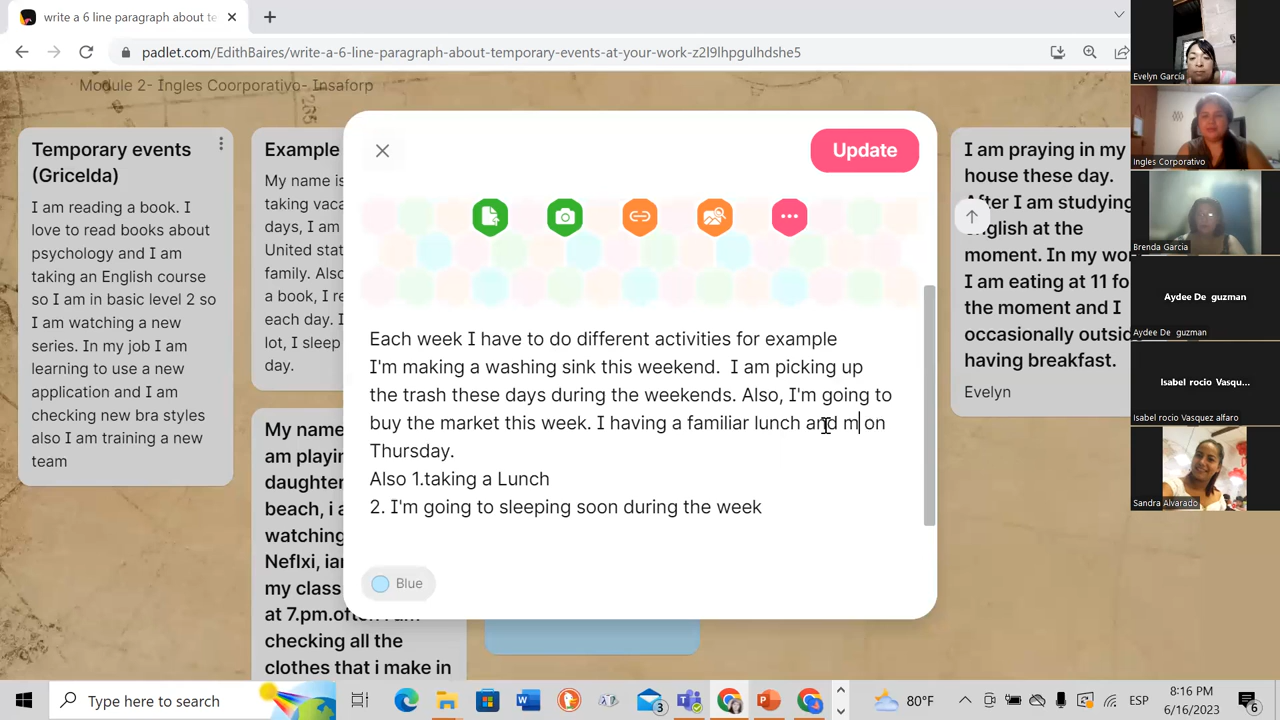 write a 6 line paragraph about te
padlet.com/EdithBaires/write-a-6-line-paragraph-about-temporary-events-at-your-work-z2l9lhpgulhdshe5
Module 2- Ingles Coorporativo- Insaforp
Temporary events
(Gricelda)
I am reading a book. I
love to read books about
psychology and I am
taking an English course
so I am in basic level 2 so
I am watching a new
series. In my job I am
learning to use a new
application and I am
checking new bra styles
also I am training a new
team
Example
My name is
taking vaca
days, I am
United stat
family. Also
a book, I re
each day. I
lot, I sleep
day.
My name
am playin
daughter
beach, i a
watching
Neflxi, iar
my class
at 7.pm.often i am
checking all the
clothes that i make in
Update
Each week I have to do different activities for example
I'm making a washing sink this weekend. I am picking up
the trash these days during the weekends. Also, I'm going to
buy the market this week. I having a familiar lunch and m on
Thursday.
Also 1.taking a Lunch
2. I'm going to sleeping soon during the week
Blue
I am praying in my
house these day.
After I am studying
English at the
moment. In my wor
I am eating at 11 fo
the moment and I
occasionally outsid
having breakfast.
Evelyn
Evelyn García
Ingles Corporativo
Brenda Garcia
Aydee De guzman
Aydee De guzman
Isabel rocio Vasqu...
Isabel rocio Vasquez alfaro
Sandra Alvarado
Type here to search
3
80°F
ESP
8:16 PM
6/16/2023
6